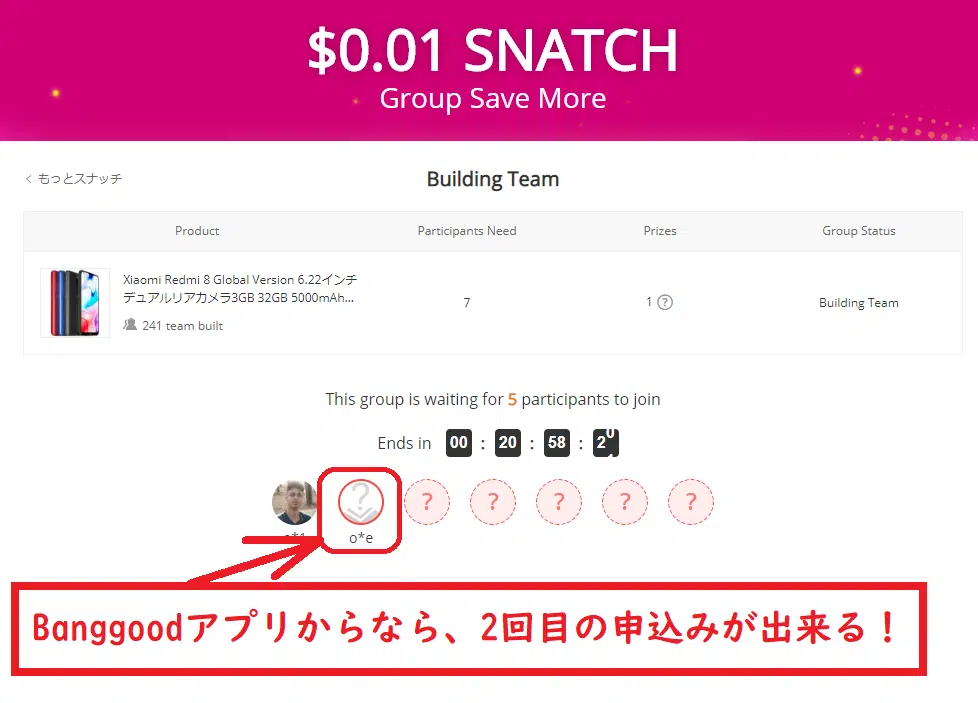 $0.01 SNATCH
Group Save More
< もっとスナッチ
Building Team
Product Participants Need Prizes Group Status
Xiaomi Redmi 8 Global Version 6.22インチ
デュアルリアカメラ3GB 32GB 5000mAh...
7 1 ? Building Team
241 team built
This group is waiting for 5 participants to join
Ends in 00 : 20 : 58 : 2
? ? ? ? ? ?
o*e
Banggoodアプリからなら、2回目の申込みが出来る！